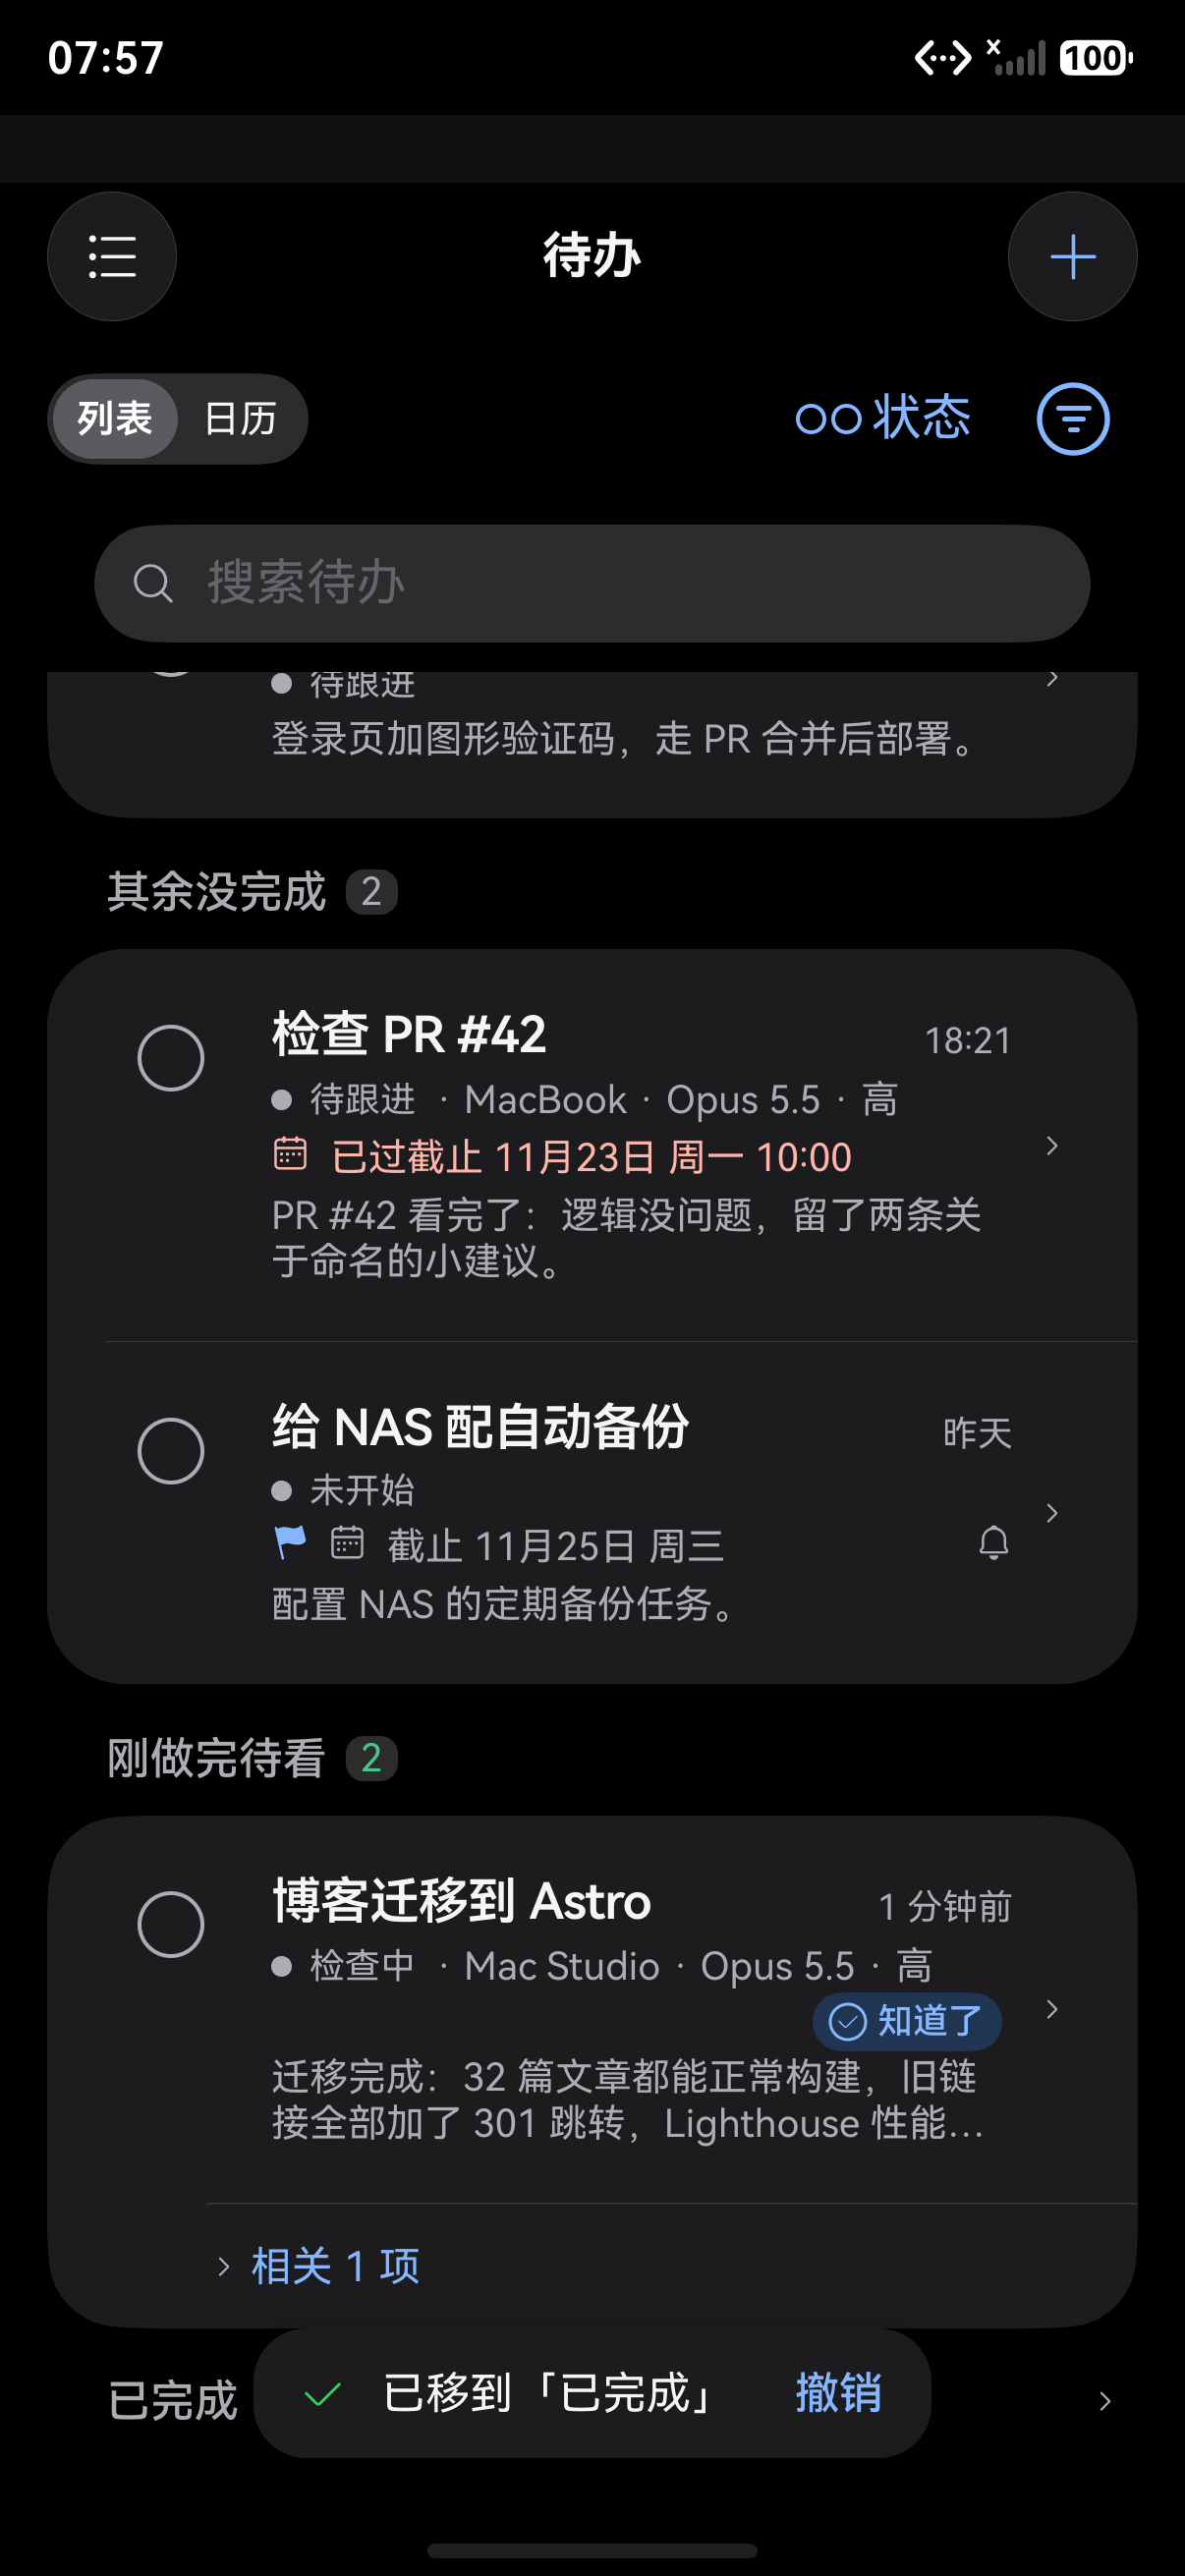 07:57
100
待办
列表 日历 状态
搜索待办
待跟进
登录页加图形验证码，走 PR 合并后部署。
其余没完成 2
检查 PR #42 18:21
待跟进 · MacBook · Opus 5.5 · 高
已过截止 11月23日 周一 10:00
PR #42 看完了：逻辑没问题，留了两条关
于命名的小建议。
给 NAS 配自动备份 昨天
未开始
截止 11月25日 周三
配置 NAS 的定期备份任务。
刚做完待看 2
博客迁移到 Astro 1 分钟前
检查中 · Mac Studio · Opus 5.5 · 高
知道了
迁移完成：32 篇文章都能正常构建，旧链
接全部加了 301 跳转，Lighthouse 性能…
相关 1 项
已完成
已移到「已完成」 撤销